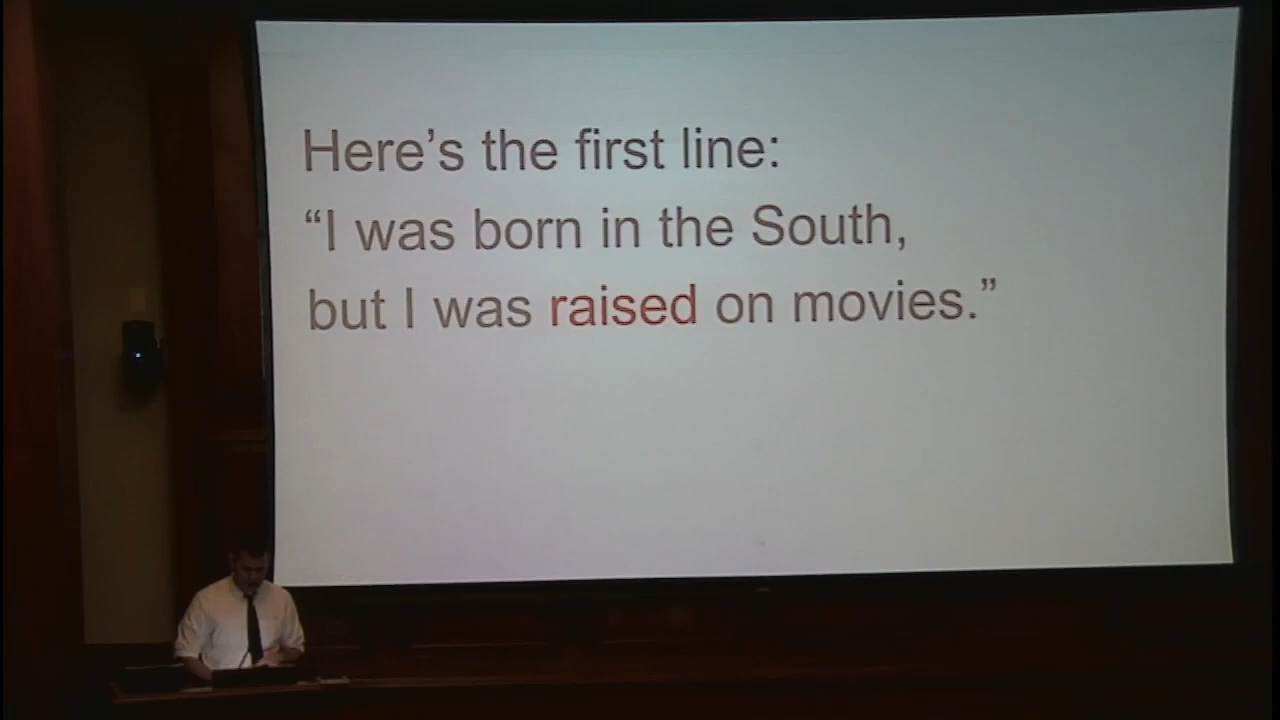 Here’s the first line:
“I was born in the South,
but I was raised on movies.”